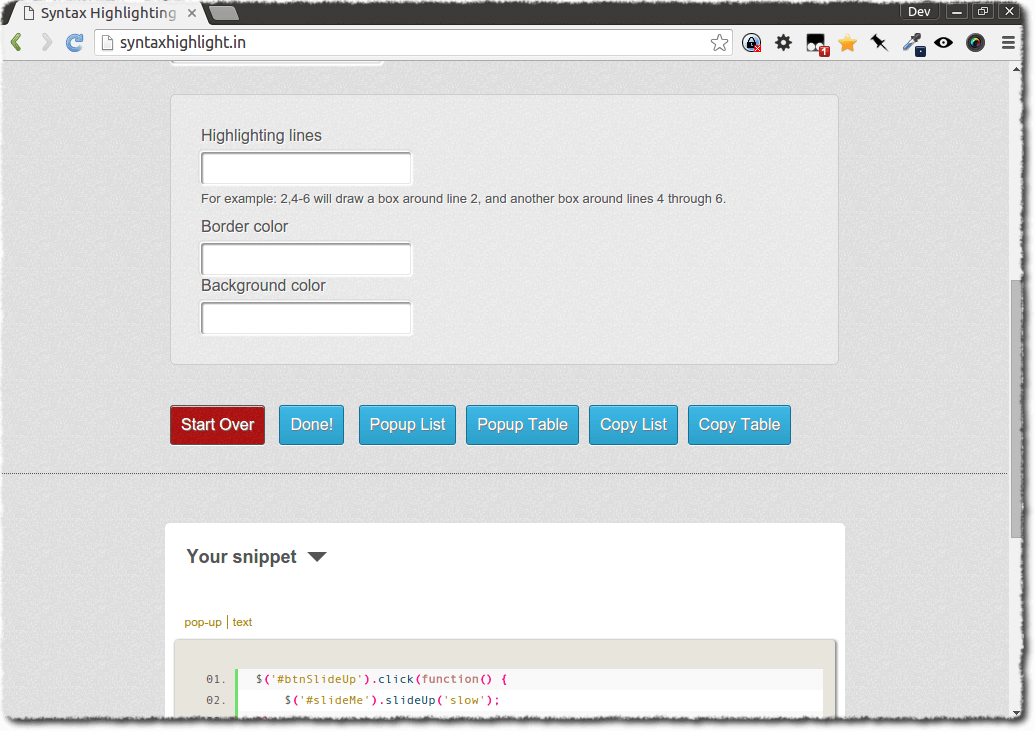 Syntax Highlighting
Dev
syntaxhighlight.in
1
Highlighting lines
For example: 2,4-6 will draw a box around line 2, and another box around lines 4 through 6.
Border color
Background color
Start Over
Done!
Popup List
Popup Table
Copy List
Copy Table
Your snippet
pop-up | text
01. $('#btnSlideUp').click(function() {
02. $('#slideMe').slideUp('slow');